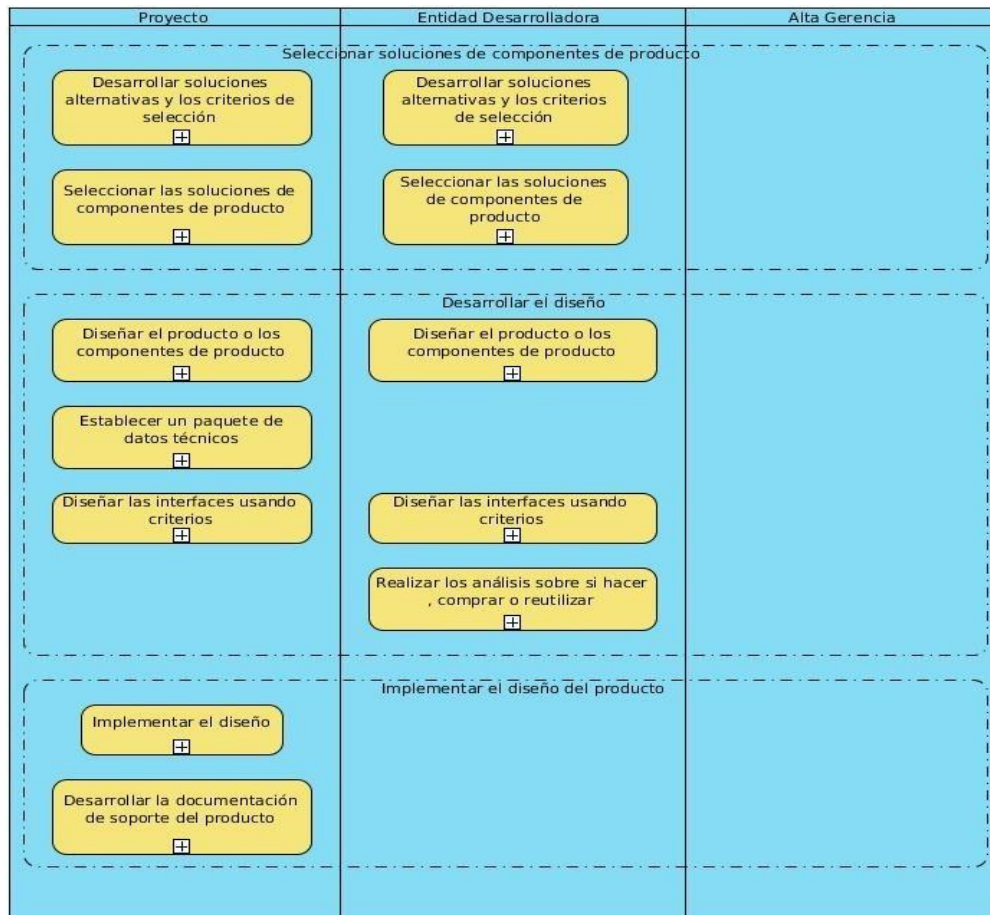 Proyecto
Entidad Desarrolladora
Alta Gerencia
Seleccionar soluciones de componentes de producto
Desarrollar soluciones
alternativas y los criterios de
selección
Desarrollar soluciones
alternativas y los criterios
de selección
Seleccionar las soluciones de
componentes de producto
Seleccionar las soluciones
de componentes de
producto
Desarrollar el diseño
Diseñar el producto o los
componentes de producto
Diseñar el producto o los
componentes de producto
Establecer un paquete de
datos técnicos
Diseñar las interfaces usando
criterios
Diseñar las interfaces usando
criterios
Realizar los análisis sobre si hacer
, comprar o reutilizar
Implementar el diseño del producto
Implementar el diseño
Desarrollar la documentación
de soporte del producto